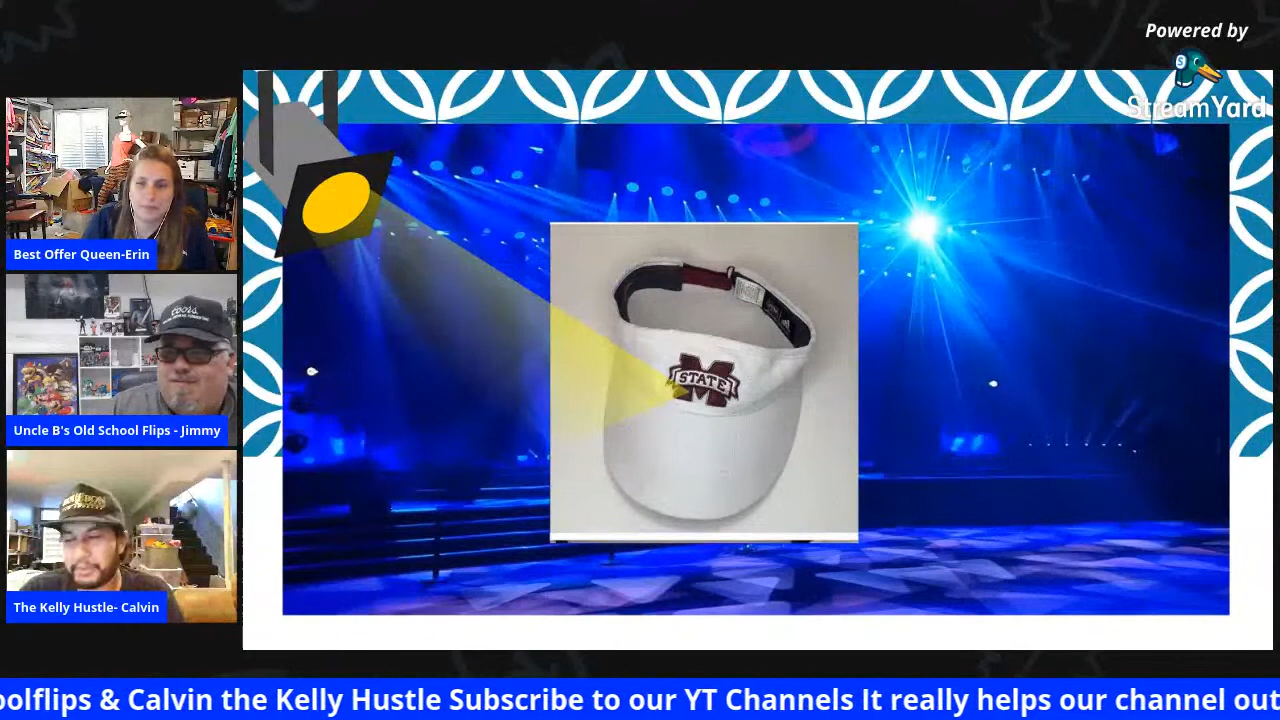 Powered by
StreamYard
Best Offer Queen-Erin
Coors
Uncle B's Old School Flips - Jimmy
STATE
The Kelly Hustle- Calvin
oolflips & Calvin the Kelly Hustle Subscribe to our YT Channels It really helps our channel out